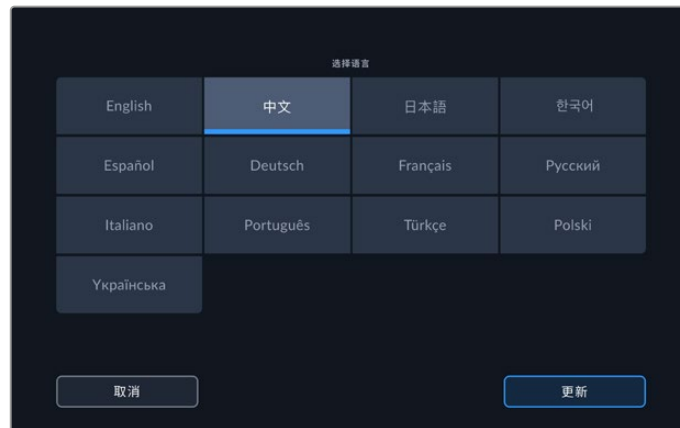 选择语言
English 中文 日本語 한국어
Español Deutsch Français Русский
Italiano Português Türkçe Polski
Українська
取消 更新